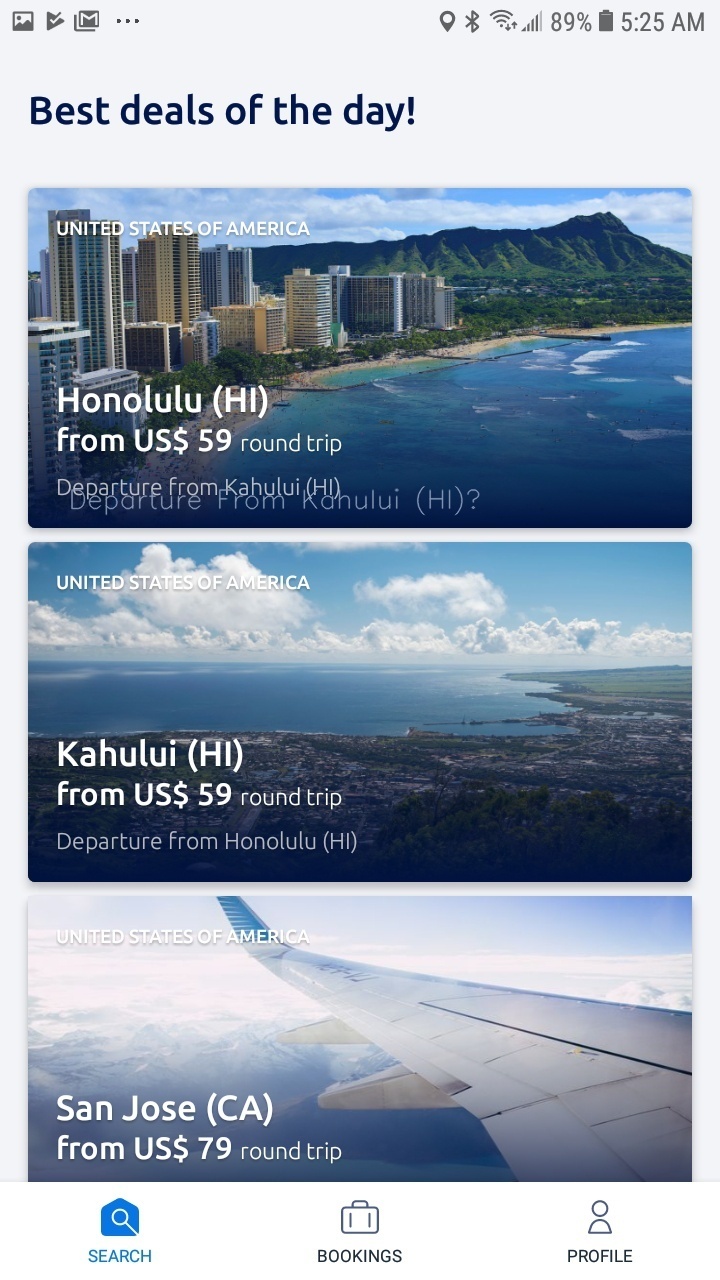 89% 5:25 AM
Best deals of the day!
UNITED STATES OF AMERICA
Honolulu (HI)
from US$ 59 round trip
Departure from Kahului (HI)
Departure From Kahului (HI)?
UNITED STATES OF AMERICA
Kahului (HI)
from US$ 59 round trip
Departure from Honolulu (HI)
UNITED STATES OF AMERICA
San Jose (CA)
from US$ 79 round trip
SEARCH BOOKINGS PROFILE